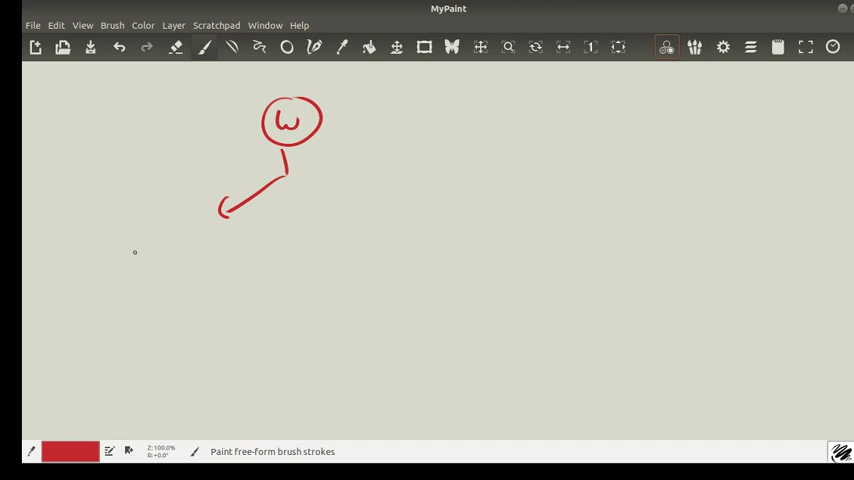 MyPaint
File Edit View Brush Color Layer Scratchpad Window Help
W
Z: 100.0%
R: +0.0°
Paint free-form brush strokes